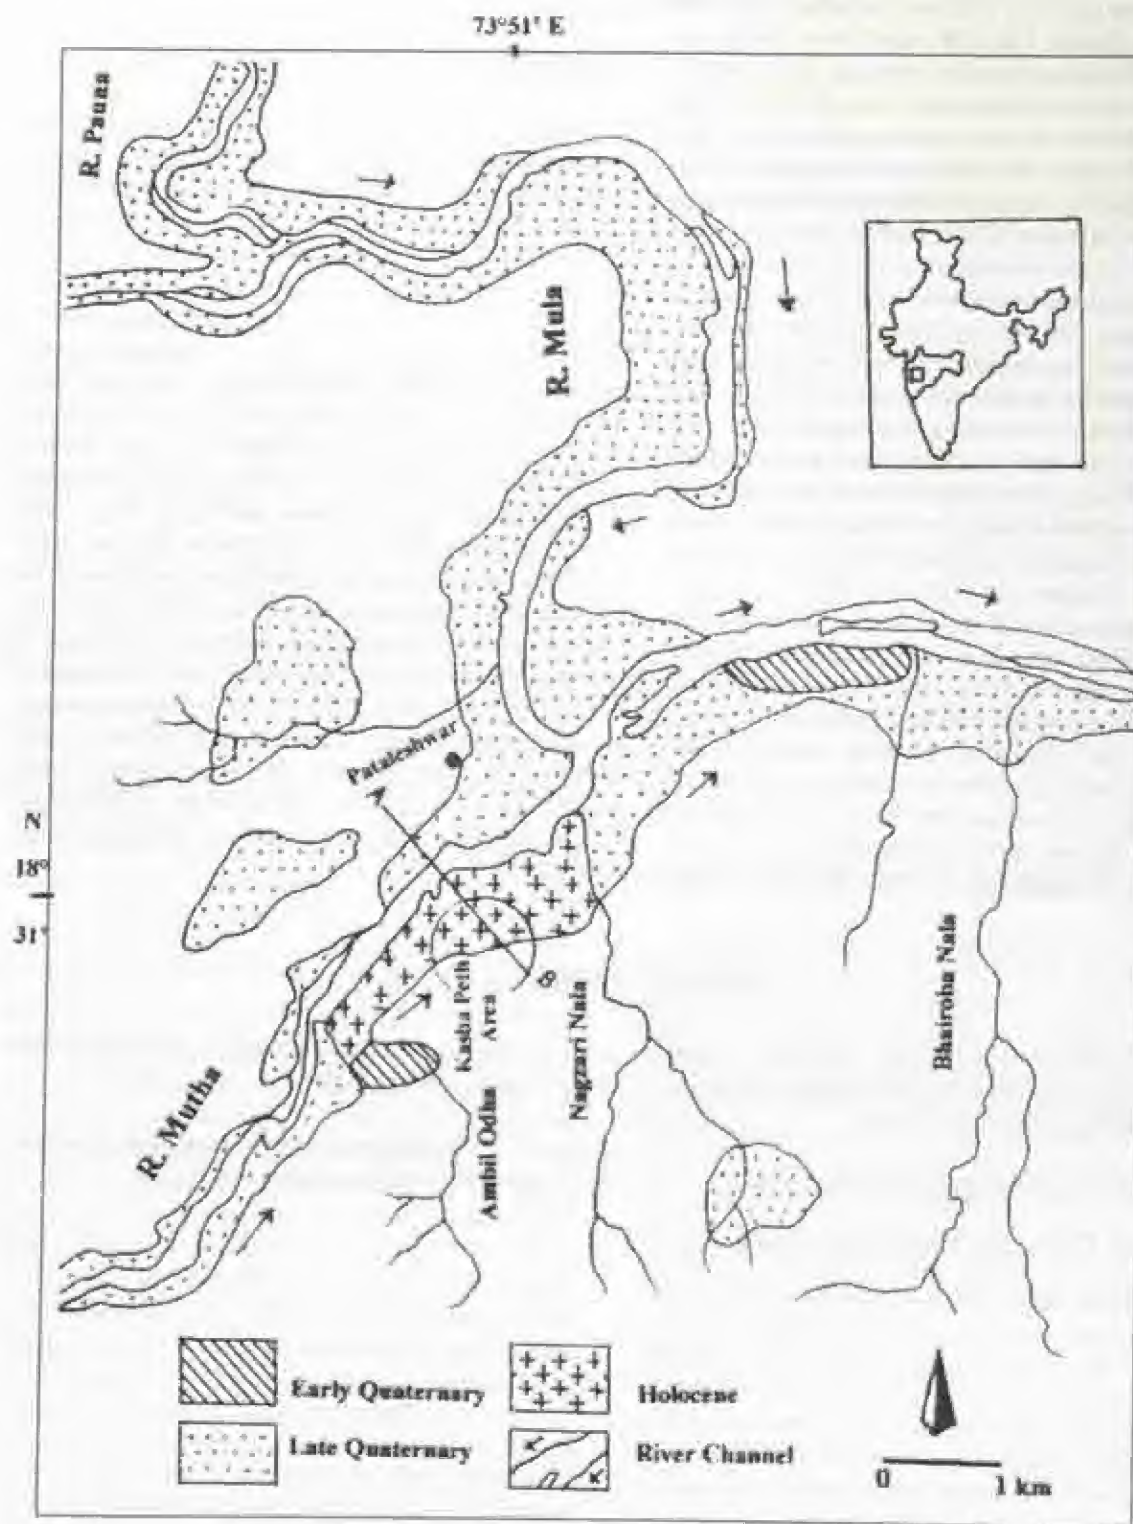 73°51' E
R. Pauna
R. Mula
N
18°
31'
Pataleshwar
A
B
Kasba Peth
Area
R. Mutha
Ambil Odha
Nagzari Nala
Bhairoba Nala
Early Quaternary
Holocene
Late Quaternary
River Channel
0
1 km